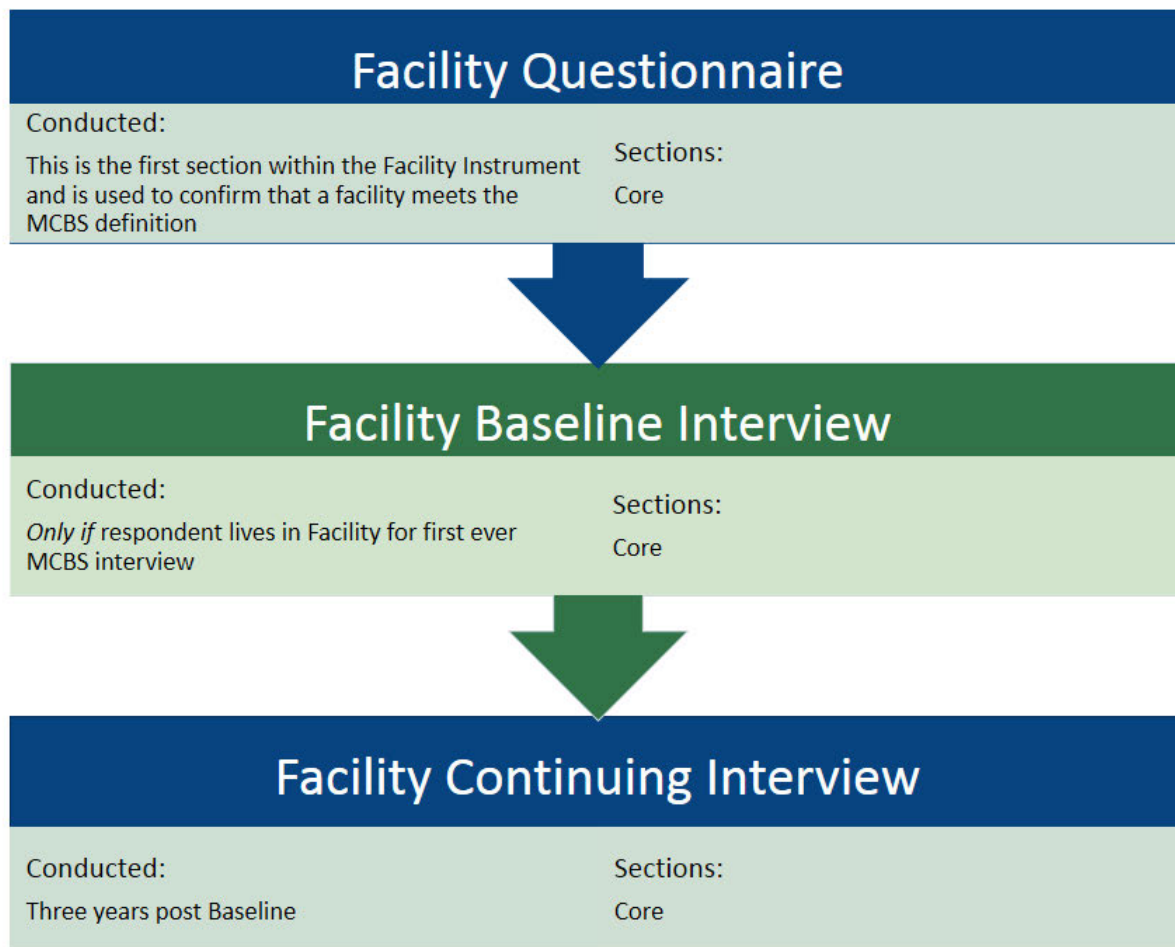 Facility Questionnaire
Conducted:
This is the first section within the Facility Instrument
and is used to confirm that a facility meets the
MCBS definition
Sections:
Core
Facility Baseline Interview
Conducted:
Only if respondent lives in Facility for first ever
MCBS interview
Sections:
Core
Facility Continuing Interview
Conducted:
Three years post Baseline
Sections:
Core